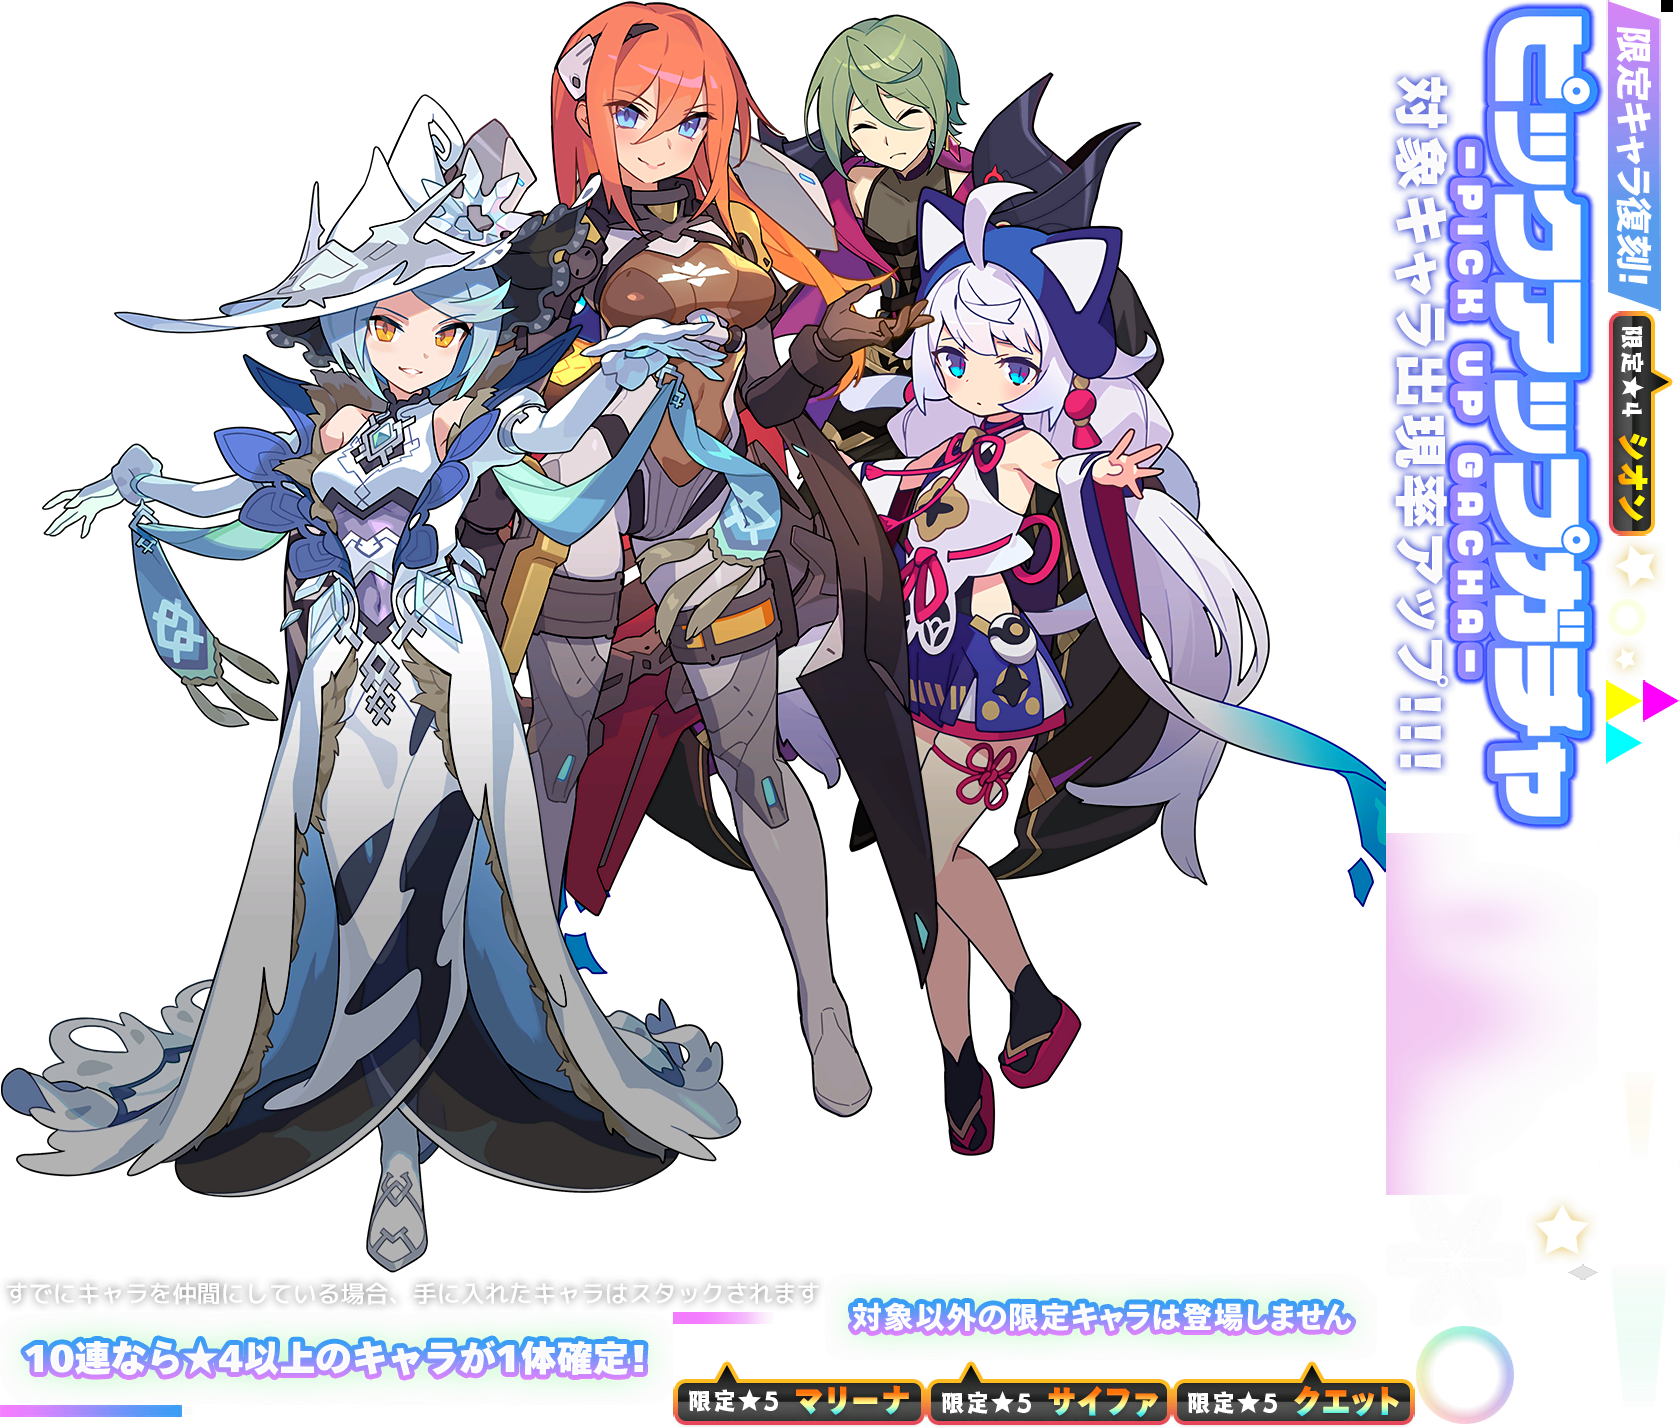 限定キャラ復刻!
ピックアップガチャ
-PICK UP GACHA-
対象キャラ出現率アップ!!!
限定★4 シオン
すでにキャラを仲間にしている場合、手に入れたキャラはスタックされます
対象以外の限定キャラは登場しません
10連なら★4以上のキャラが1体確定!
限定★5 マリーナ
限定★5 サイファ
限定★5 クエット